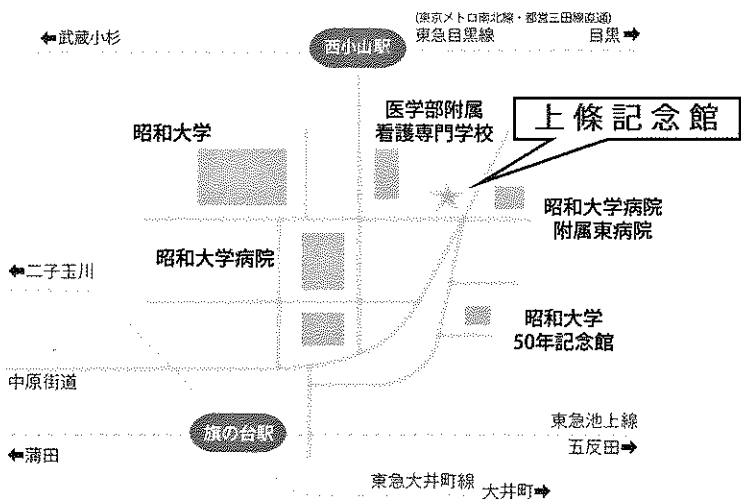 (東京メトロ南北線・都営三田線直通)
←武蔵小杉
西小山駅
東急目黒線
目黒→
医学部附属
看護専門学校
上條記念館
昭和大学
昭和大学病院
附属東病院
昭和大学病院
←二子玉川
昭和大学
50年記念館
中原街道
旗の台駅
東急池上線
←蒲田
五反田→
東急大井町線
大井町→